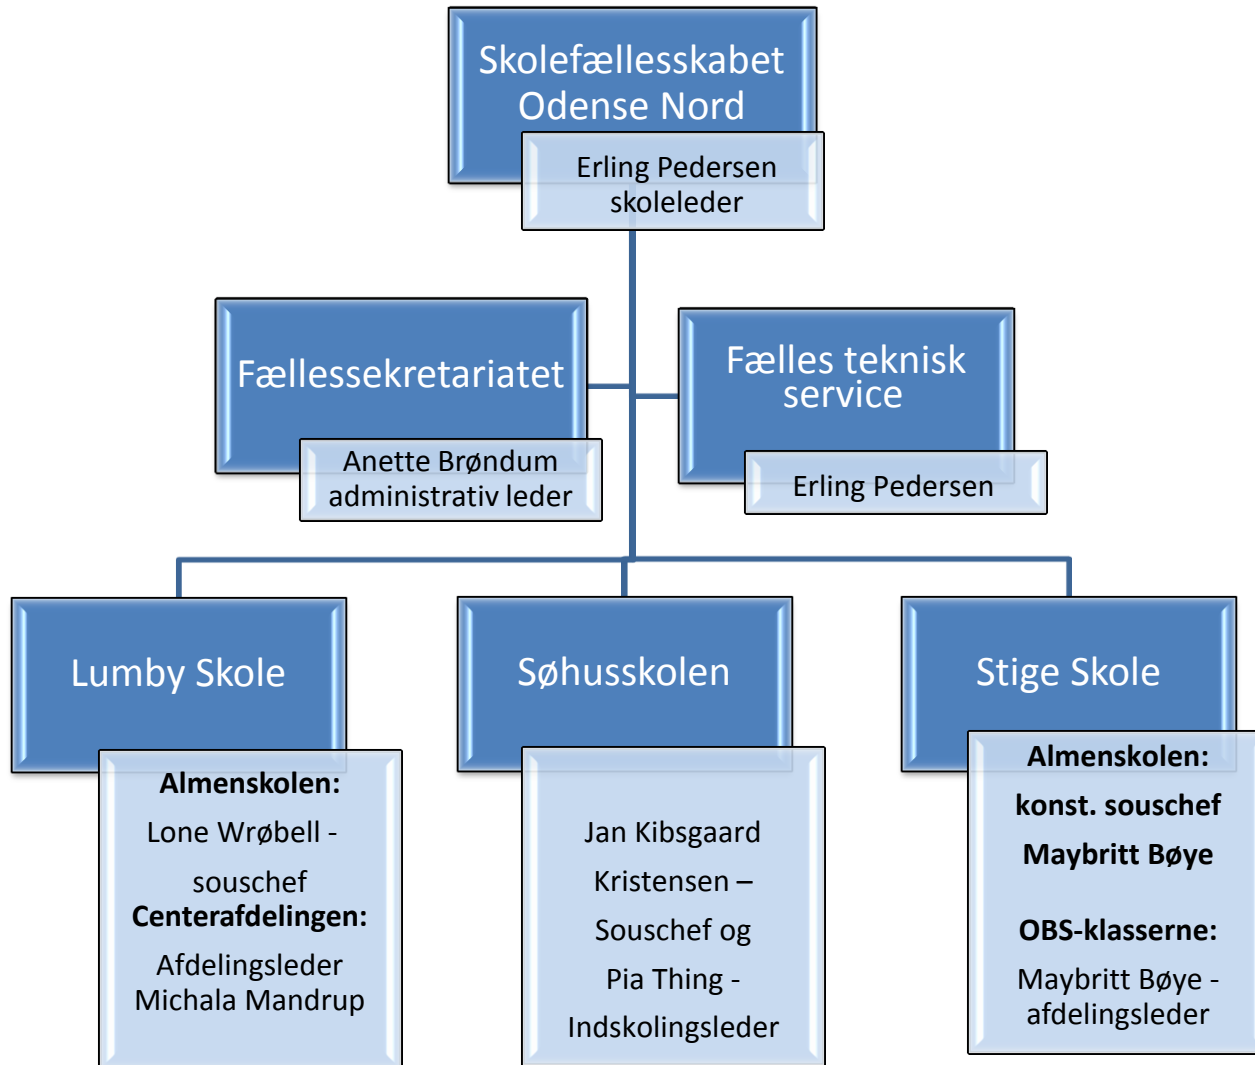 Skolefællesskabet
Odense Nord
Erling Pedersen
skoleleder
Fællessekretariatet
Anette Brøndum
administrativ leder
Fælles teknisk
service
Erling Pedersen
Lumby Skole
Almenskolen:
Lone Wrøbell -
souschef
Centerafdelingen:
Afdelingsleder
Michala Mandrup
Søhusskolen
Jan Kibsgaard
Kristensen –
Souschef og
Pia Thing -
Indskolingsleder
Stige Skole
Almenskolen:
konst. souschef
Maybritt Bøye
OBS-klasserne:
Maybritt Bøye -
afdelingsleder